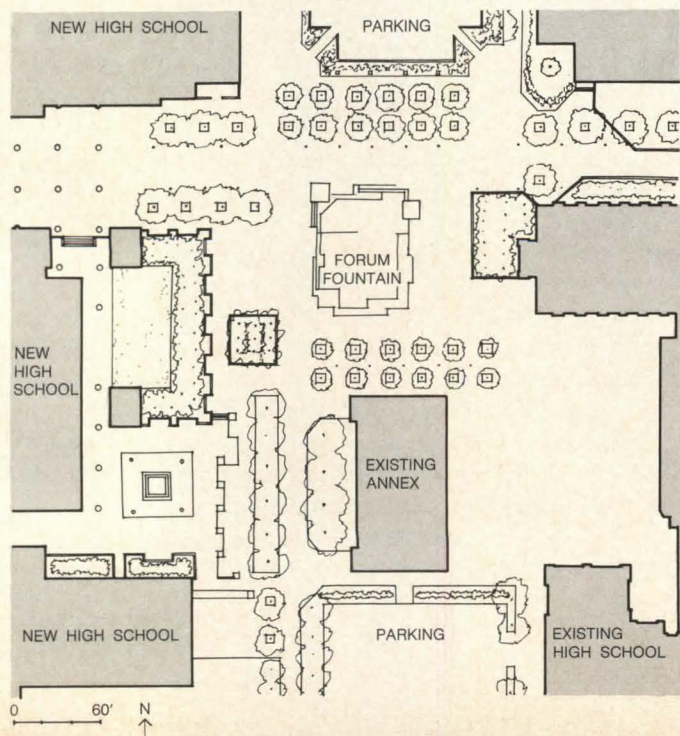 NEW HIGH SCHOOL
PARKING
FORUM
FOUNTAIN
NEW
HIGH
SCHOOL
EXISTING
ANNEX
NEW HIGH SCHOOL
PARKING
EXISTING
HIGH SCHOOL
0 60' N